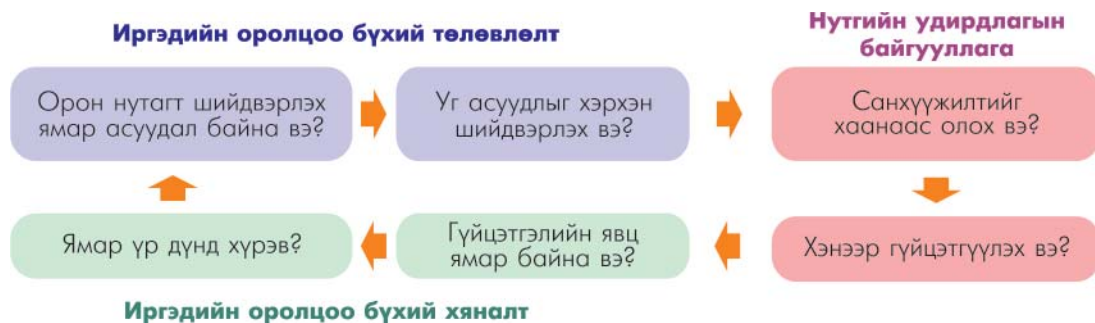 Иргэдийн оролцоо бүхий төлөвлөлт
Нутгийн удирдлагын
байгууллага
Орон нутагт шийдвэрлэх
ямар асуудал байна вэ?
Уг асуудлыг хэрхэн
шийдвэрлэх вэ?
Санхүүжилтийг
хаанаас олох вэ?
Ямар үр дүнд хүрэв?
Гүйцэтгэлийн явц
ямар байна вэ?
Хэнээр гүйцэтгүүлэх вэ?
Иргэдийн оролцоо бүхий хяналт